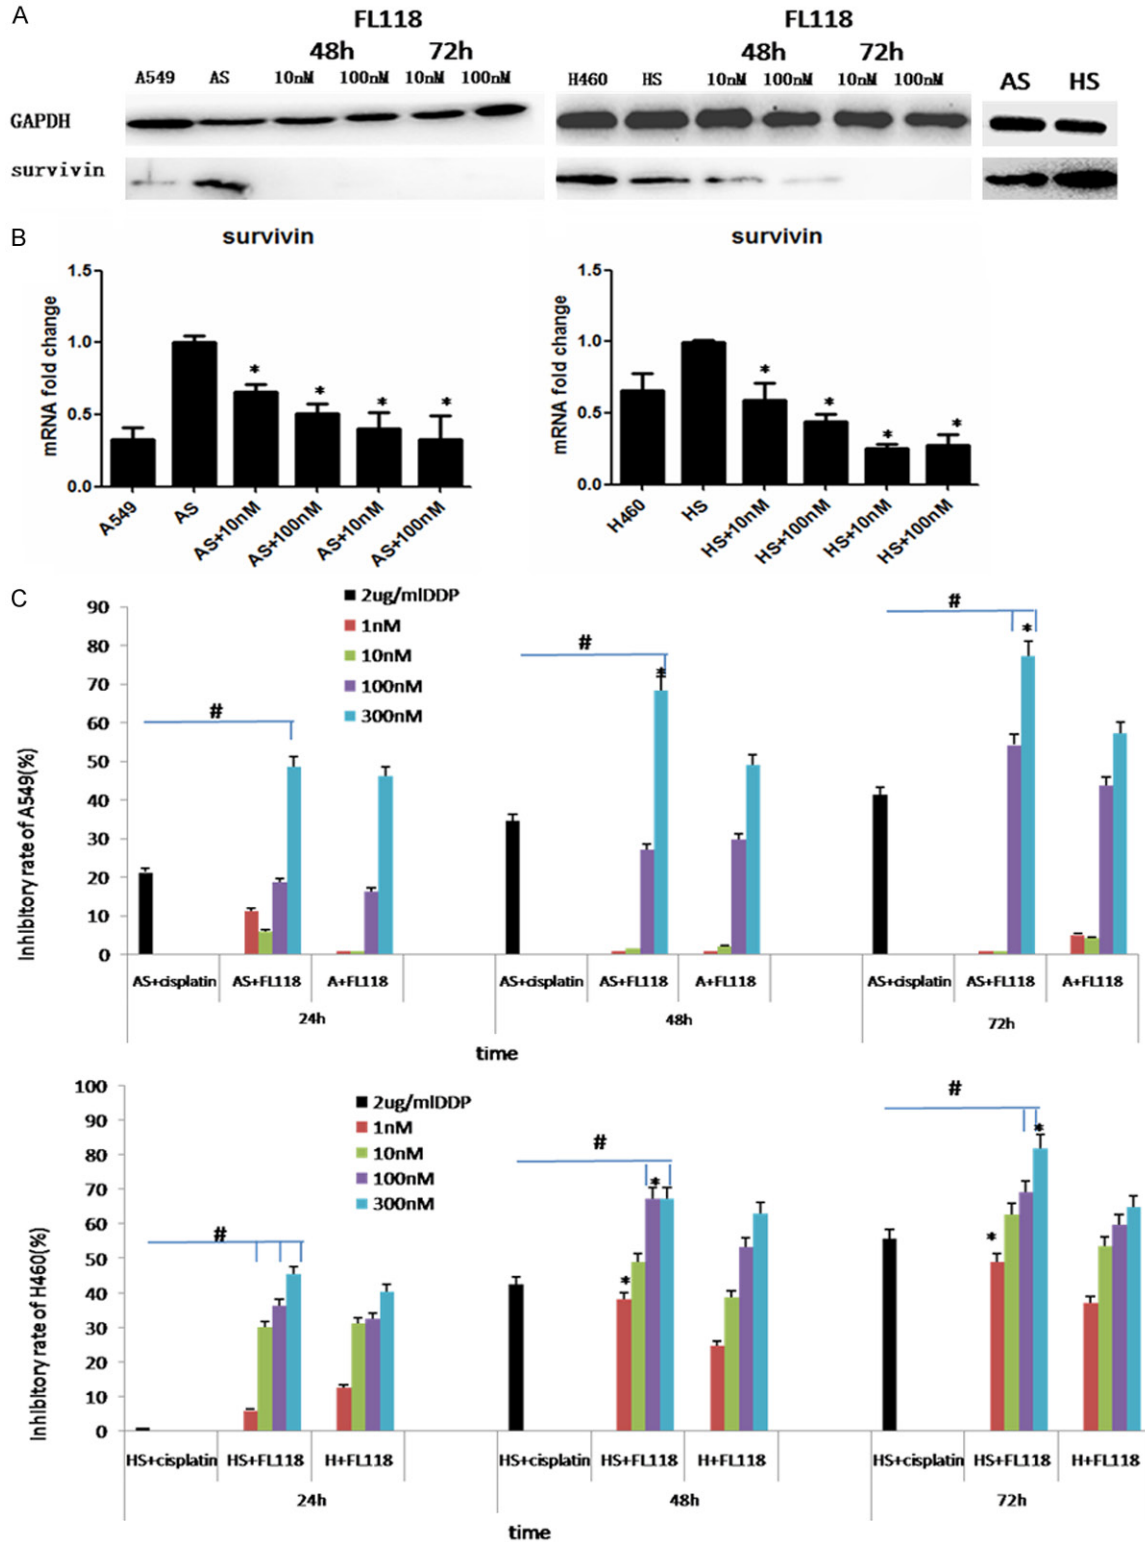 A
FL118
48h 72h
A549 AS 10nM 100nM 10nM 100nM
FL118
48h 72h
H460 HS 10nM 100nM 10nM 100nM
AS HS
GAPDH
survivin
B
survivin
mRNA fold change
1.5
1.0
0.5
0.0
* * * *
A549 AS AS+10nM AS+100nM AS+10nM AS+100nM
survivin
mRNA fold change
1.5
1.0
0.5
0.0
* * * *
H460 HS HS+10nM HS+100nM HS+10nM HS+100nM
C
Inhibitory rate of A549(%)
90
80
70
60
50
40
30
20
10
0
2ug/mlDDP
1nM
10nM
100nM
300nM
# # #
* *
AS+cisplatin AS+FL118 A+FL118 AS+cisplatin AS+FL118 A+FL118 AS+cisplatin AS+FL118 A+FL118
24h 48h 72h
time
Inhibitory rate of H460(%)
100
90
80
70
60
50
40
30
20
10
0
2ug/mlDDP
1nM
10nM
100nM
300nM
# # #
* * * *
HS+cisplatin HS+FL118 H+FL118 HS+cisplatin HS+FL118 H+FL118 HS+cisplatin HS+FL118 H+FL118
24h 48h 72h
time